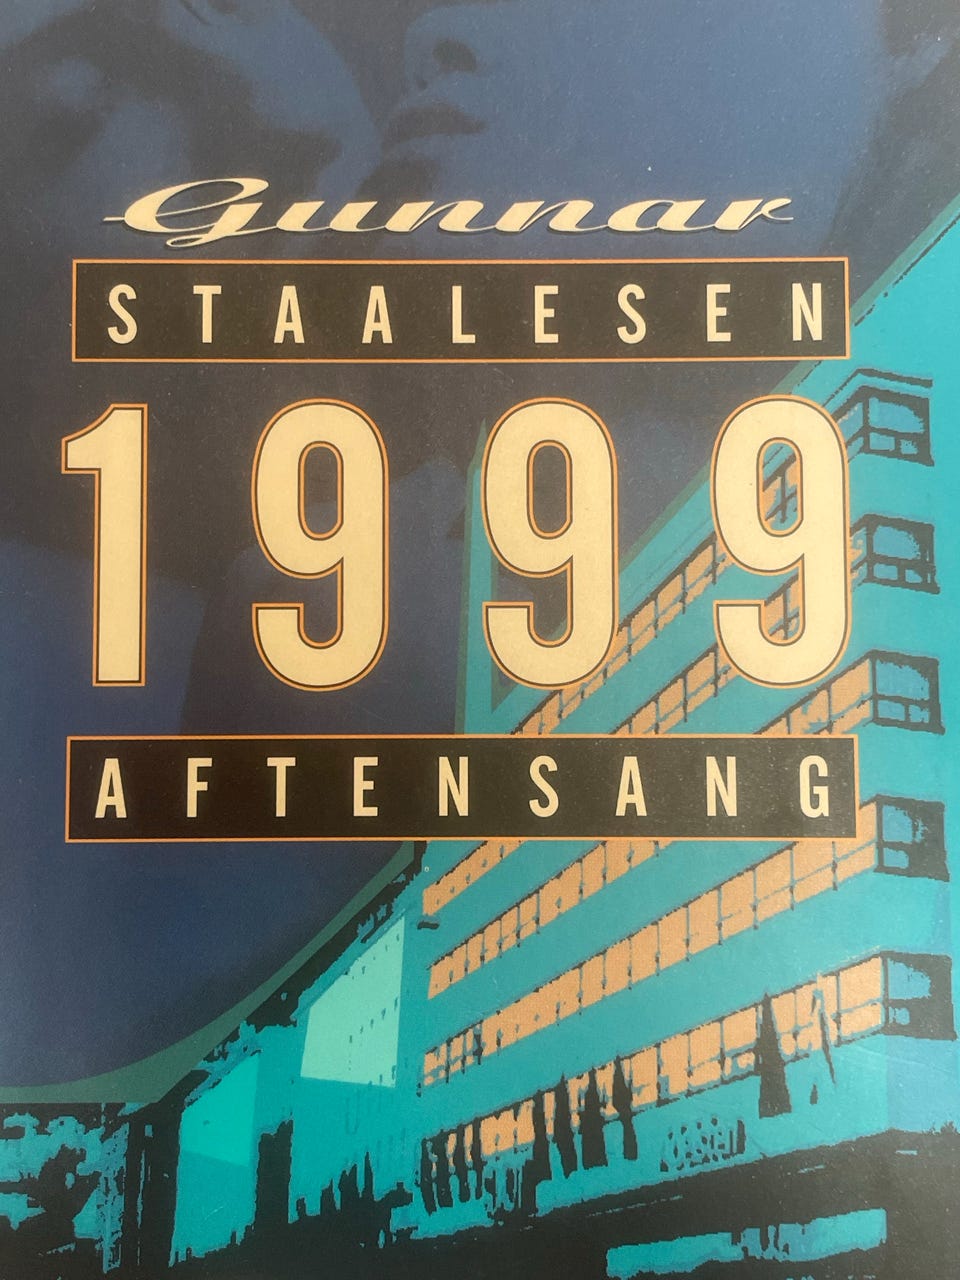 Gunnar
STAALESEN
1999
AFTENSANG